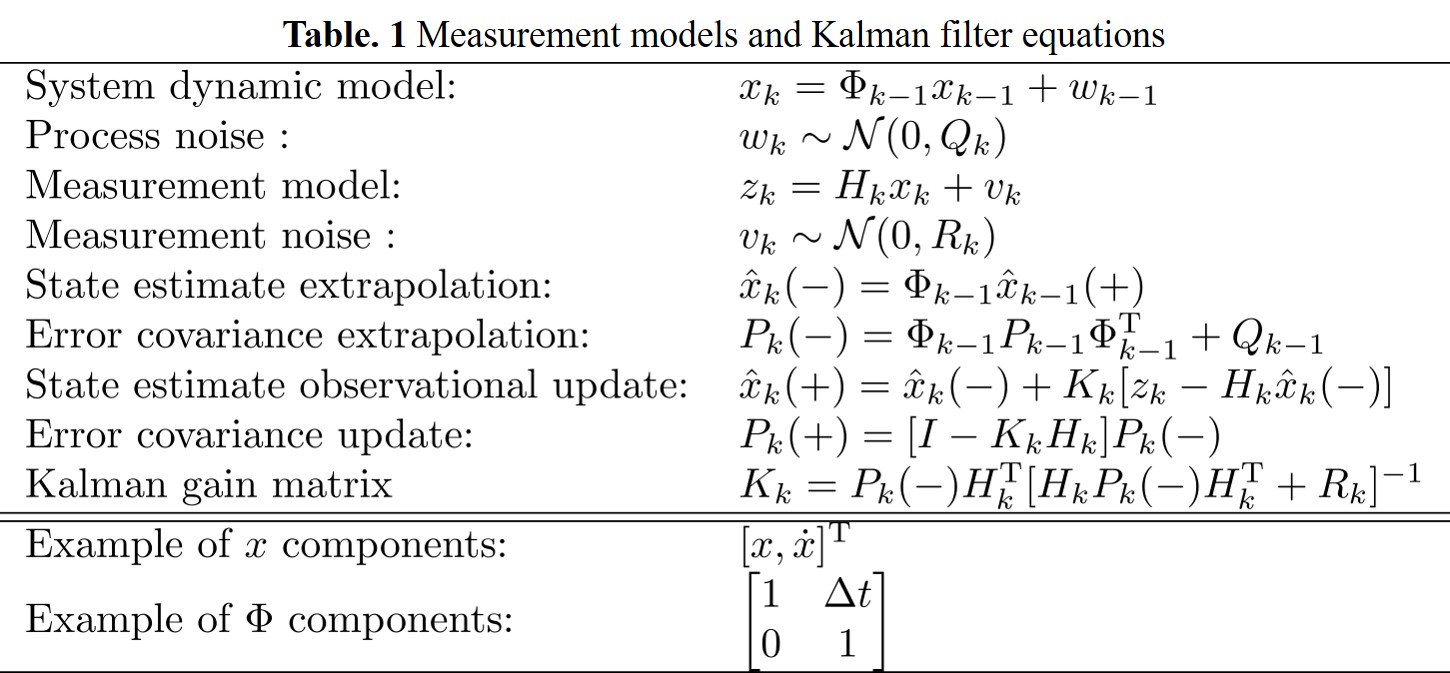 Table. 1 Measurement models and Kalman filter equations
System dynamic model: $x_k = \Phi_{k-1} x_{k-1} + w_{k-1}$
Process noise : $w_k \sim \mathcal{N}(0, Q_k)$
Measurement model: $z_k = H_k x_k + v_k$
Measurement noise : $v_k \sim \mathcal{N}(0, R_k)$
State estimate extrapolation: $\hat{x}_k(-) = \Phi_{k-1} \hat{x}_{k-1}(+)$
Error covariance extrapolation: $P_k(-) = \Phi_{k-1} P_{k-1} \Phi_{k-1}^{\mathrm{T}} + Q_{k-1}$
State estimate observational update: $\hat{x}_k(+) = \hat{x}_k(-) + K_k[z_k - H_k \hat{x}_k(-)]$
Error covariance update: $P_k(+) = [I - K_k H_k] P_k(-)$
Kalman gain matrix $K_k = P_k(-) H_k^{\mathrm{T}} [H_k P_k(-) H_k^{\mathrm{T}} + R_k]^{-1}$
Example of $x$ components: $[x, \dot{x}]^{\mathrm{T}}$
Example of $\Phi$ components: $\begin{bmatrix} 1 & \Delta t \\ 0 & 1 \end{bmatrix}$